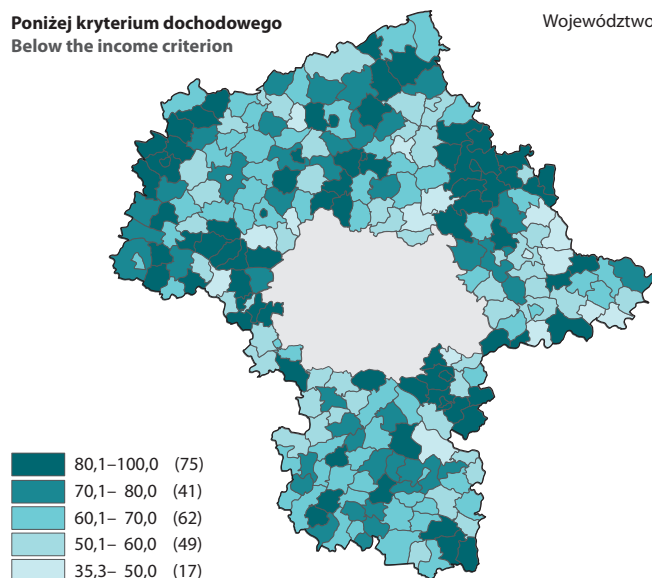 Poniżej kryterium dochodowego
Below the income criterion
Województwo
80,1–100,0 (75)
70,1– 80,0 (41)
60,1– 70,0 (62)
50,1– 60,0 (49)
35,3– 50,0 (17)